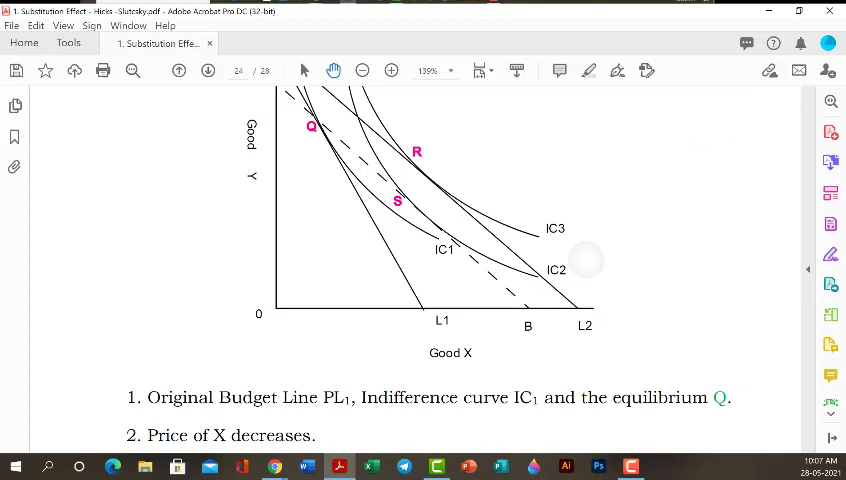 1. Substitution Effect - Hicks -Slutcsky.pdf - Adobe Acrobat Pro DC (32-bit)
File Edit View Sign Window Help
Home Tools 1. Substitution Effe... ×
24 / 28 139%
Good Y
Q
R
S
IC3
IC1
IC2
0
L1
B
L2
Good X
1. Original Budget Line PL1, Indifference curve IC1 and the equilibrium Q.
2. Price of X decreases.
10:07 AM
28-05-2021